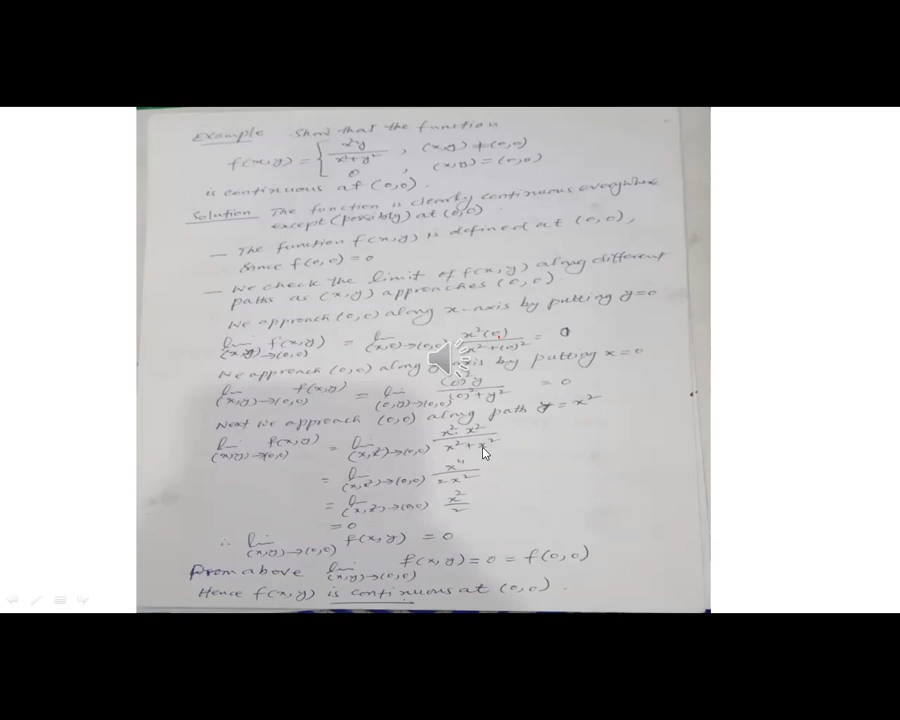 Example Show that the function
f(x,y) = { x²y / x²+y² , (x,y) ≠ (0,0)
0 , (x,y) = (0,0)
is continuous at (0,0).
Solution The function is clearly continuous everywhere
except (possibly) at (0,0)
— The function f(x,y) is defined at (0,0),
since f(0,0) = 0
— We check the limit of f(x,y) along different
paths as (x,y) approaches (0,0).
We approach (0,0) along x-axis by putting y=0
lim (x,y)→(0,0) f(x,y) = lim (x,0)→(0,0) x²(0) / x²+(0)² = 0
We approach (0,0) along axis by putting x=0
lim (x,y)→(0,0) f(x,y) = lim (0,y)→(0,0) (0)²y / (0)²+y² = 0
Next we approach (0,0) along path y = x²
lim (x,y)→(0,0) f(x,y) = lim (x,x²)→(0,0) x²·x² / x²+x²
= lim (x,x²)→(0,0) x⁴ / 2x²
= lim (x,x²)→(0,0) x² / 2
= 0
∴ lim (x,y)→(0,0) f(x,y) = 0
From above lim (x,y)→(0,0) f(x,y) = 0 = f(0,0)
Hence f(x,y) is continuous at (0,0).